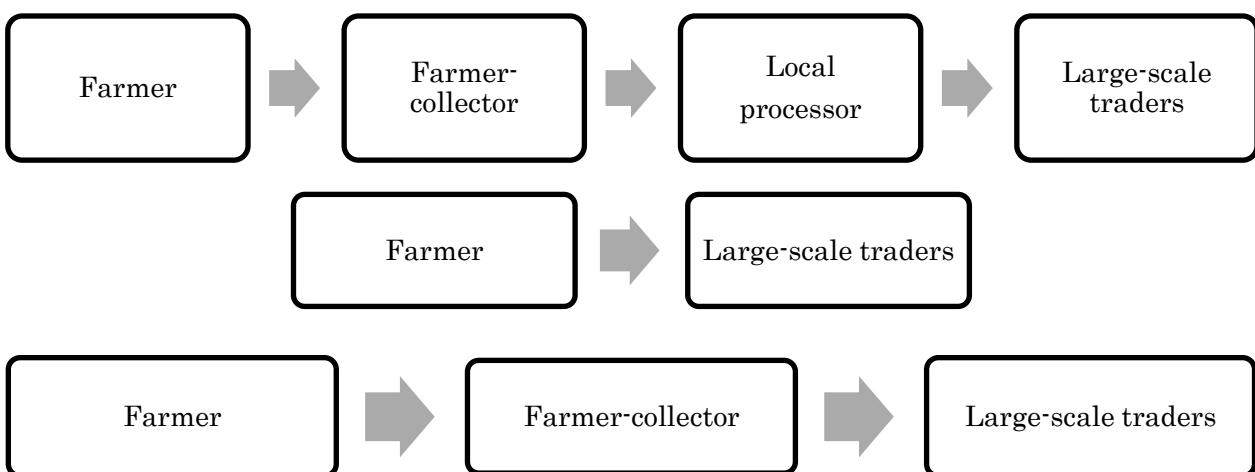 Farmer
Farmer-
collector
Local
processor
Large-scale
traders
Farmer
Large-scale traders
Farmer
Farmer-collector
Large-scale traders